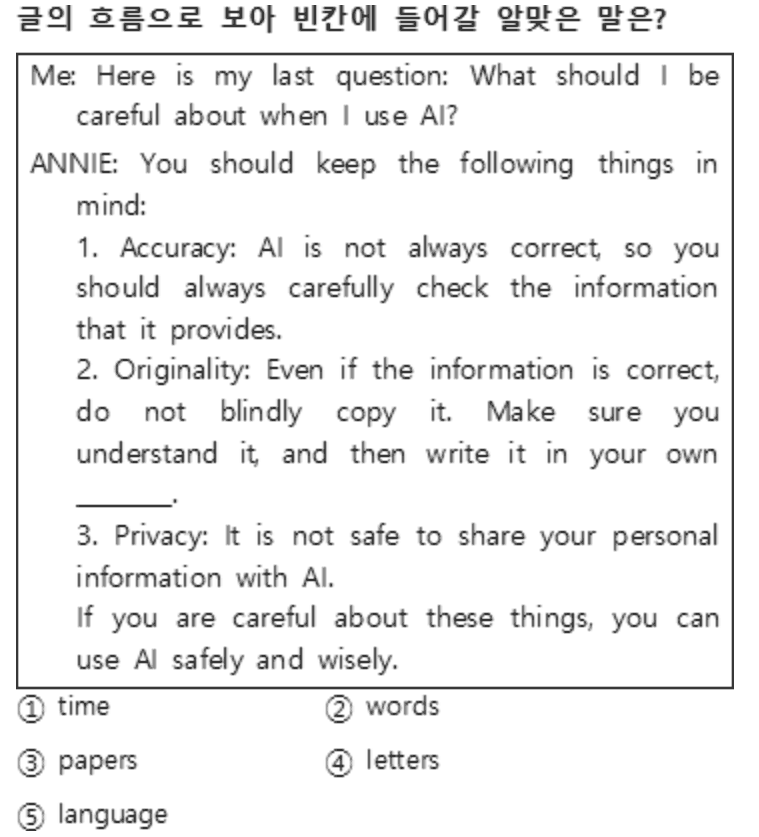 글의 흐름으로 보아 빈칸에 들어갈 알맞은 말은?
Me: Here is my last question: What should I be
careful about when I use AI?
ANNIE: You should keep the following things in
mind:
1. Accuracy: AI is not always correct, so you
should always carefully check the information
that it provides.
2. Originality: Even if the information is correct,
do not blindly copy it. Make sure you
understand it, and then write it in your own
_______.
3. Privacy: It is not safe to share your personal
information with AI.
If you are careful about these things, you can
use AI safely and wisely.
① time ② words
③ papers ④ letters
⑤ language